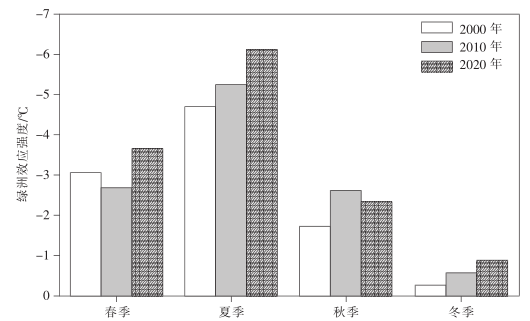 -7
-6
-5
-4
-3
-2
-1
0
绿洲效应强度/℃
2000 年
2010 年
2020 年
春季
夏季
秋季
冬季